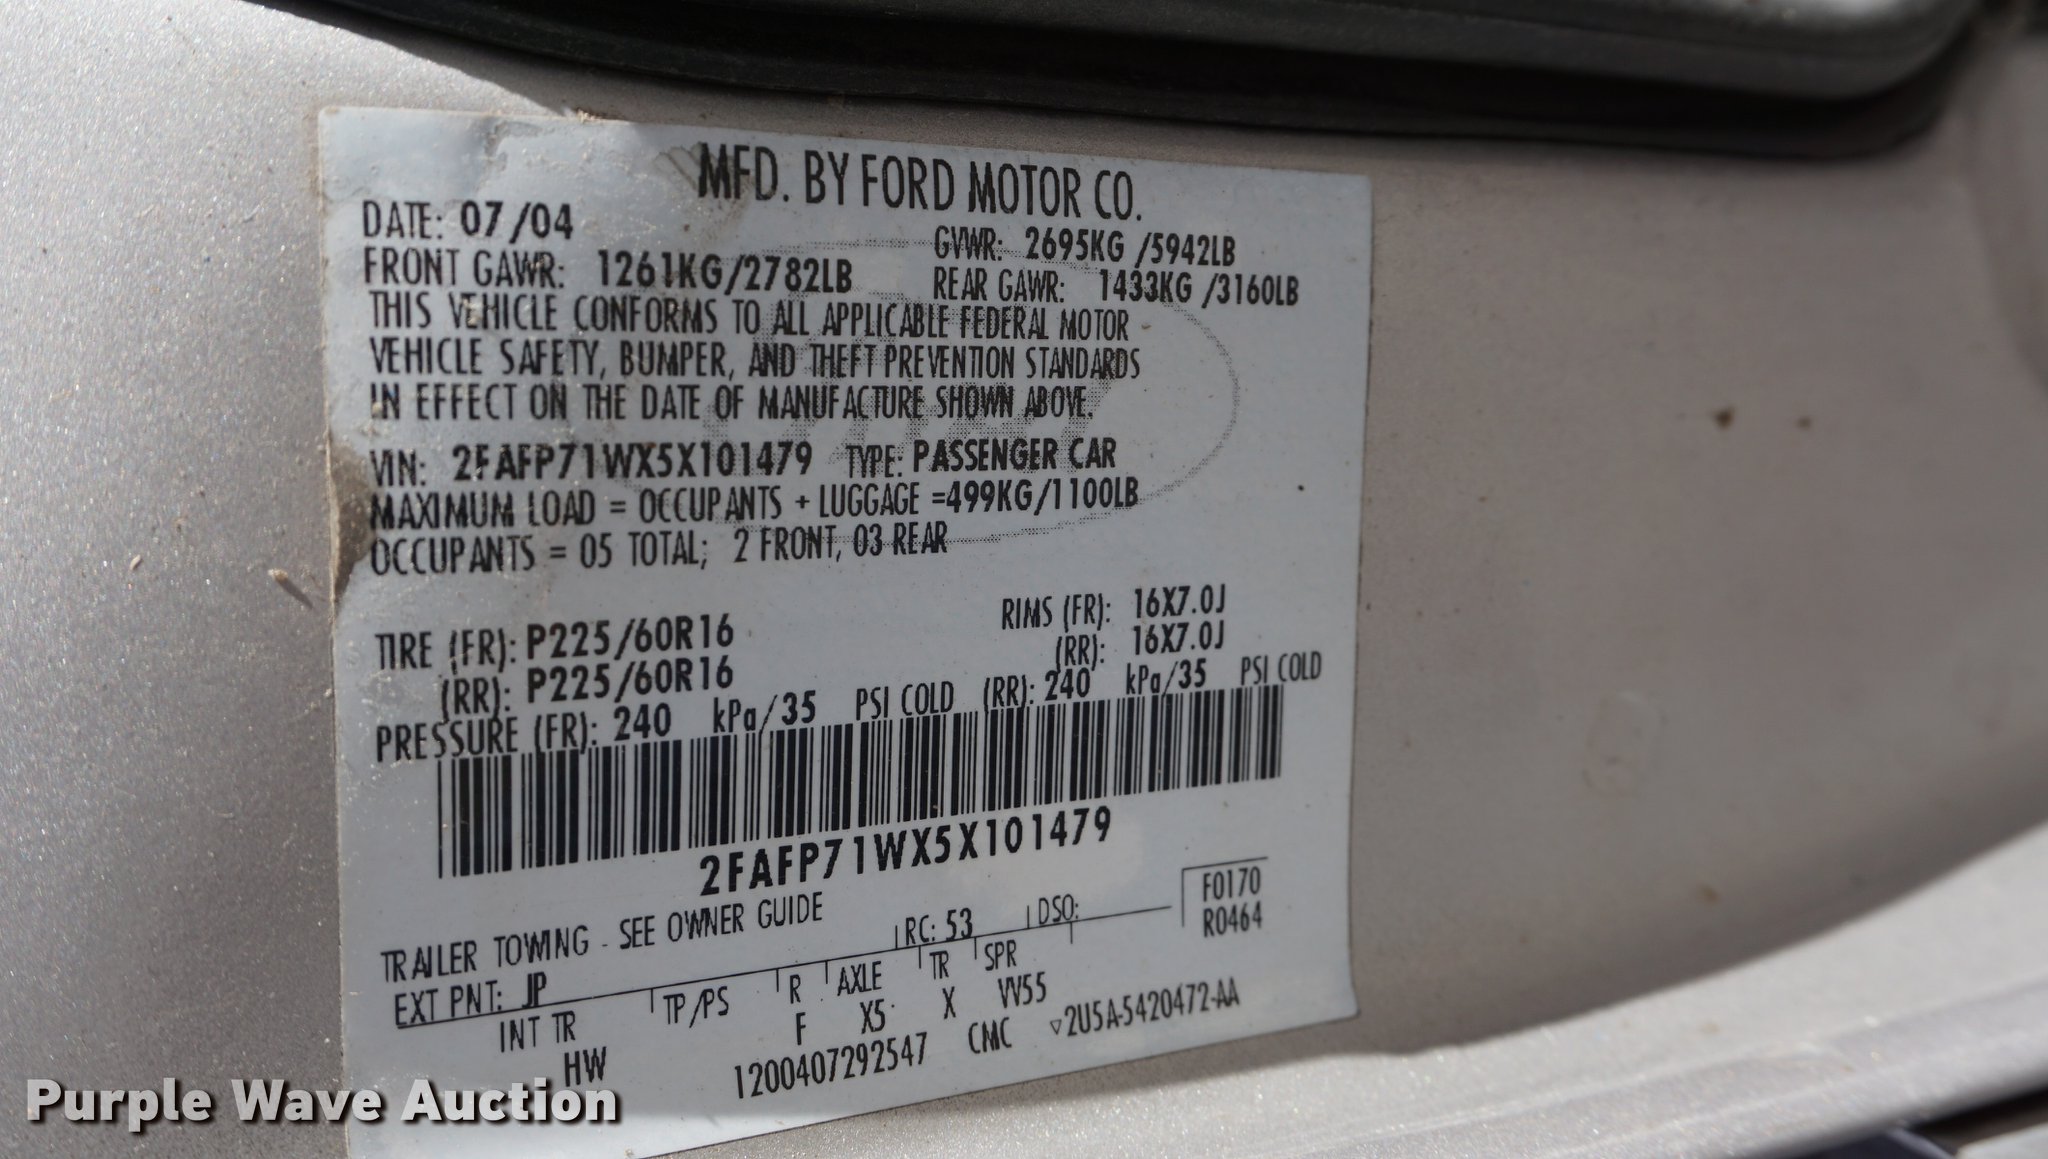 MFD. BY FORD MOTOR CO.
DATE: 07/04 GVWR: 2695KG /5942LB
FRONT GAWR: 1261KG/2782LB REAR GAWR: 1433KG /3160LB
THIS VEHICLE CONFORMS TO ALL APPLICABLE FEDERAL MOTOR
VEHICLE SAFETY, BUMPER, AND THEFT PREVENTION STANDARDS
IN EFFECT ON THE DATE OF MANUFACTURE SHOWN ABOVE.
VIN: 2FAFP71WX5X101479 TYPE: PASSENGER CAR
MAXIMUM LOAD = OCCUPANTS + LUGGAGE =499KG/1100LB
OCCUPANTS = 05 TOTAL; 2 FRONT, 03 REAR
TIRE (FR): P225/60R16 RIMS (FR): 16X7.0J
(RR): P225/60R16 (RR): 16X7.0J
PRESSURE (FR): 240 kPa/35 PSI COLD (RR): 240 kPa/35 PSI COLD
2FAFP71WX5X101479
TRAILER TOWING - SEE OWNER GUIDE F0170
EXT PNT: JP RC: 53 DSO: R0464
INT TR TP/PS R AXLE TR SPR
HW F X5 X VV55
1200407292547 CMC ▽2U5A-5420472-AA
Purple Wave Auction